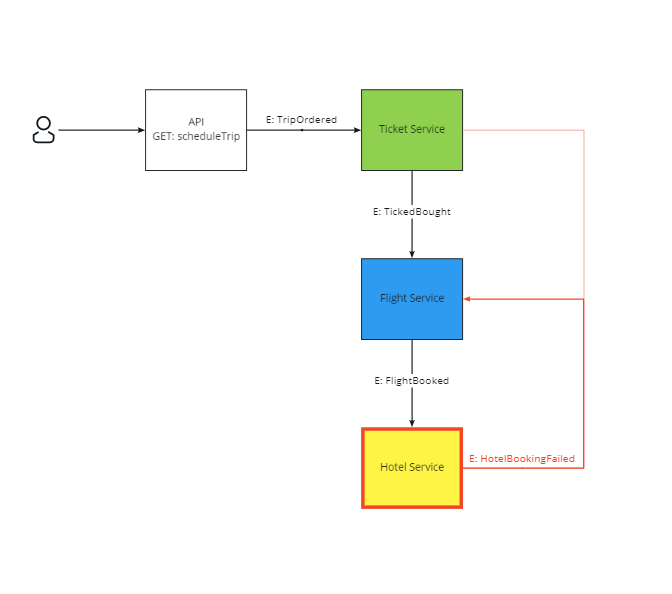 API
GET: scheduleTrip
E: TripOrdered
Ticket Service
E: TickedBought
Flight Service
E: FlightBooked
Hotel Service
E: HotelBookingFailed